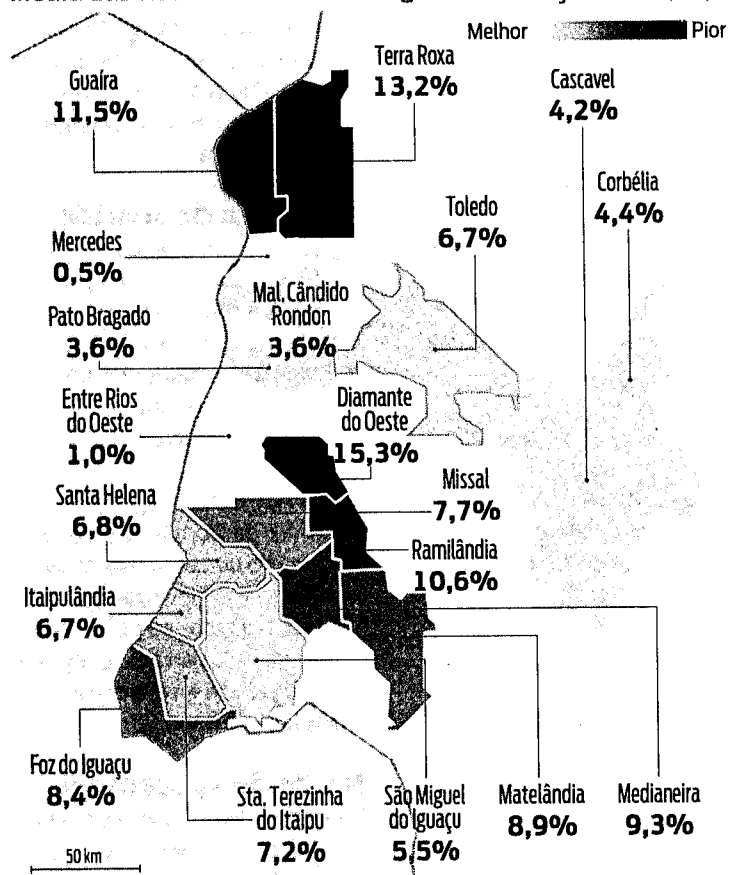 Melhor
Pior
Terra Roxa
13,2%
Guaíra
11,5%
Cascavel
4,2%
Corbélia
4,4%
Toledo
6,7%
Mercedes
0,5%
Mal. Cândido
Rondon
3,6%
Pato Bragado
3,6%
Entre Rios
do Oeste
1,0%
Diamante
do Oeste
15,3%
Missal
7,7%
Santa Helena
6,8%
Ramilândia
10,6%
Itaipulândia
6,7%
Foz do Iguaçu
8,4%
Sta. Terezinha
do Itaipu
7,2%
São Miguel
do Iguaçu
5,5%
Matelândia
8,9%
Medianeira
9,3%
50 km